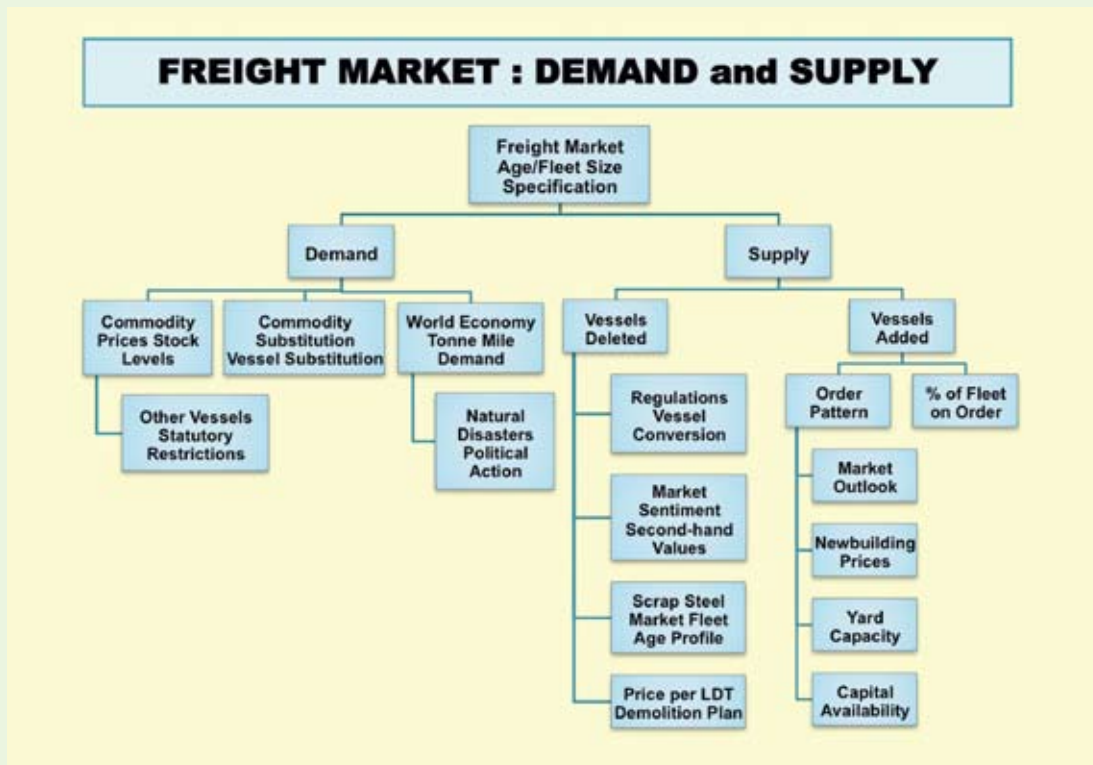 FREIGHT MARKET : DEMAND and SUPPLY
Freight Market
Age/Fleet Size
Specification
Demand
Supply
Commodity
Prices Stock
Levels
Commodity
Substitution
Vessel Substitution
World Economy
Tonne Mile
Demand
Vessels
Deleted
Vessels
Added
Other Vessels
Statutory
Restrictions
Natural
Disasters
Political
Action
Regulations
Vessel
Conversion
Market
Sentiment
Second-hand
Values
Scrap Steel
Market Fleet
Age Profile
Price per LDT
Demolition Plan
Order
Pattern
% of Fleet
on Order
Market
Outlook
Newbuilding
Prices
Yard
Capacity
Capital
Availability